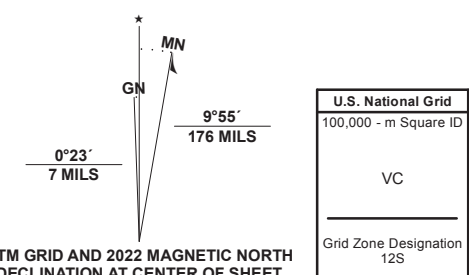 ★
MN
GN
9°55´
176 MILS
0°23´
7 MILS
TM GRID AND 2022 MAGNETIC NORTH
DECLINATION AT CENTER OF SHEET
U.S. National Grid
100,000 - m Square ID
VC
Grid Zone Designation
12S